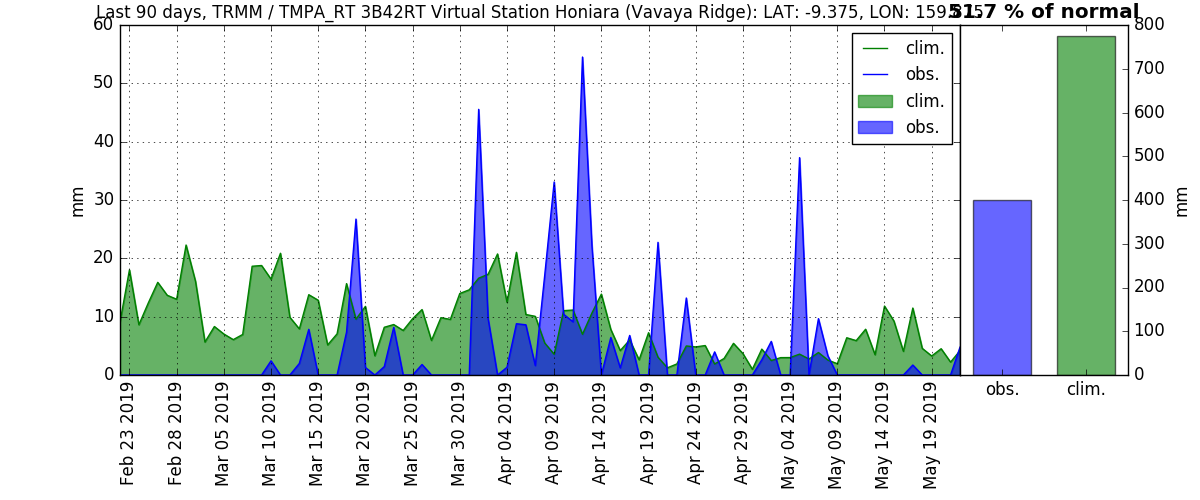 Last 90 days, TRMM / TMPA_RT 3B42RT Virtual Station Honiara (Vavaya Ridge): LAT: -9.375, LON:
51.7 % of normal
60
50
40
30
20
10
0
mm
clim.
obs.
clim.
obs.
Feb 23 2019
Feb 28 2019
Mar 05 2019
Mar 10 2019
Mar 15 2019
Mar 20 2019
Mar 25 2019
Mar 30 2019
Apr 04 2019
Apr 09 2019
Apr 14 2019
Apr 19 2019
Apr 24 2019
Apr 29 2019
May 04 2019
May 09 2019
May 14 2019
May 19 2019
800
700
600
500
400
300
200
100
0
mm
obs.
clim.